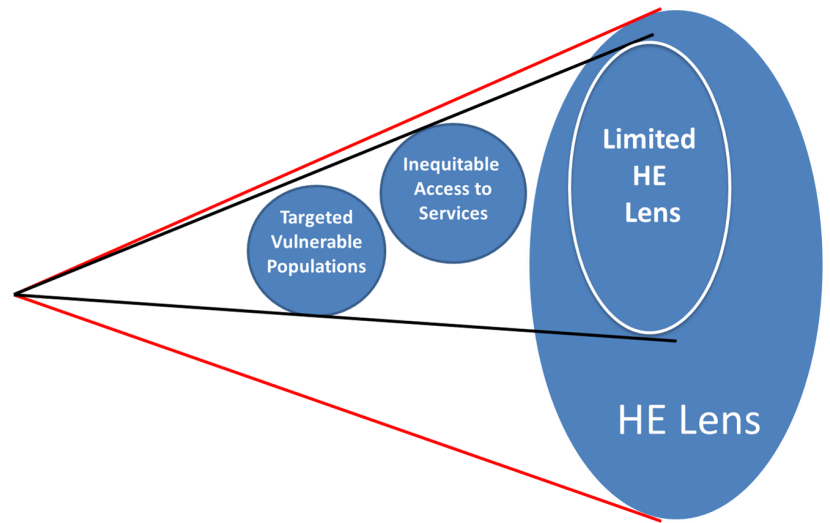 Targeted
Vulnerable
Populations
Inequitable
Access to
Services
Limited
HE
Lens
HE Lens